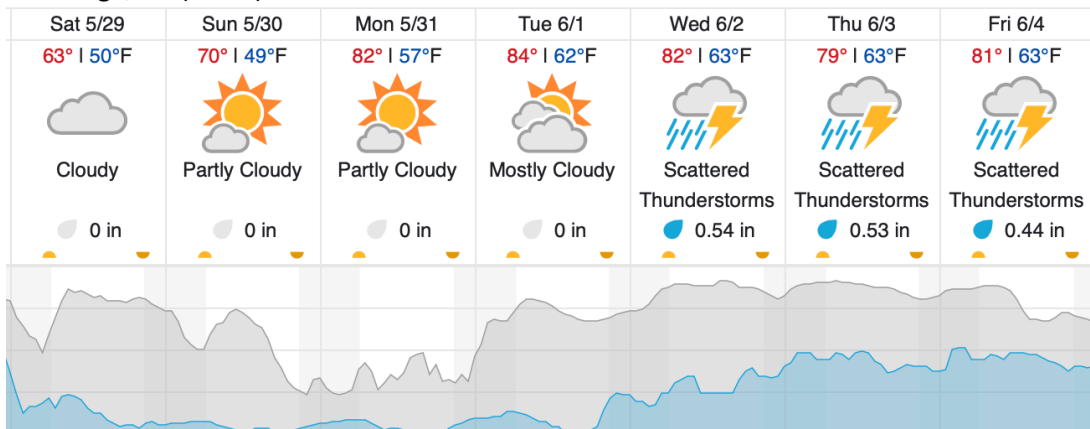 Sat 5/29
63° | 50°F
Cloudy
0 in
Sun 5/30
70° | 49°F
Partly Cloudy
0 in
Mon 5/31
82° | 57°F
Partly Cloudy
0 in
Tue 6/1
84° | 62°F
Mostly Cloudy
0 in
Wed 6/2
82° | 63°F
Scattered
Thunderstorms
0.54 in
Thu 6/3
79° | 63°F
Scattered
Thunderstorms
0.53 in
Fri 6/4
81° | 63°F
Scattered
Thunderstorms
0.44 in